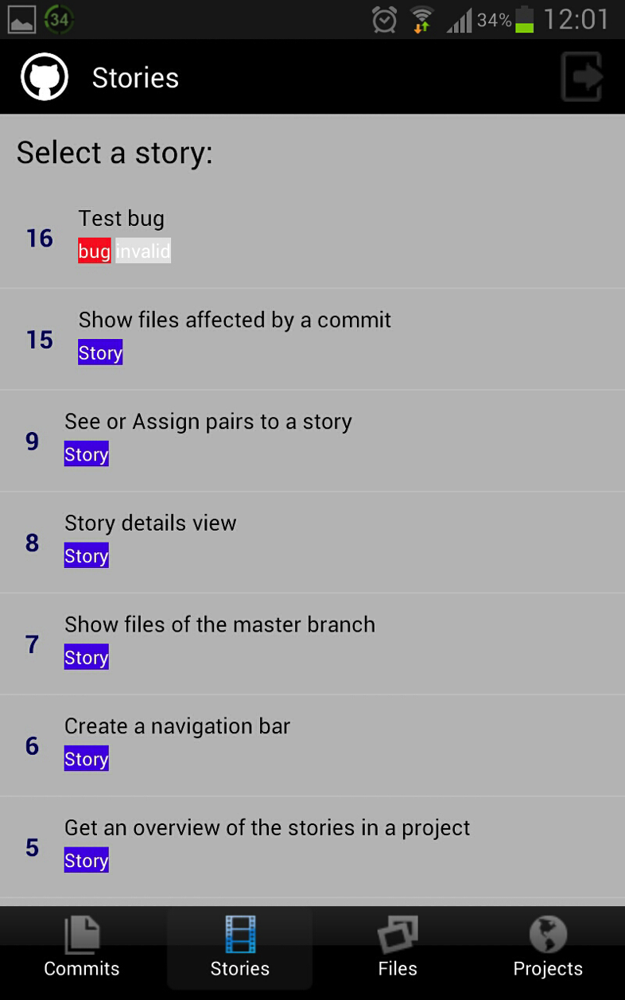 34 34% 12:01
Stories
Select a story:
16 Test bug
bug invalid
15 Show files affected by a commit
Story
9 See or Assign pairs to a story
Story
8 Story details view
Story
7 Show files of the master branch
Story
6 Create a navigation bar
Story
5 Get an overview of the stories in a project
Story
Commits Stories Files Projects